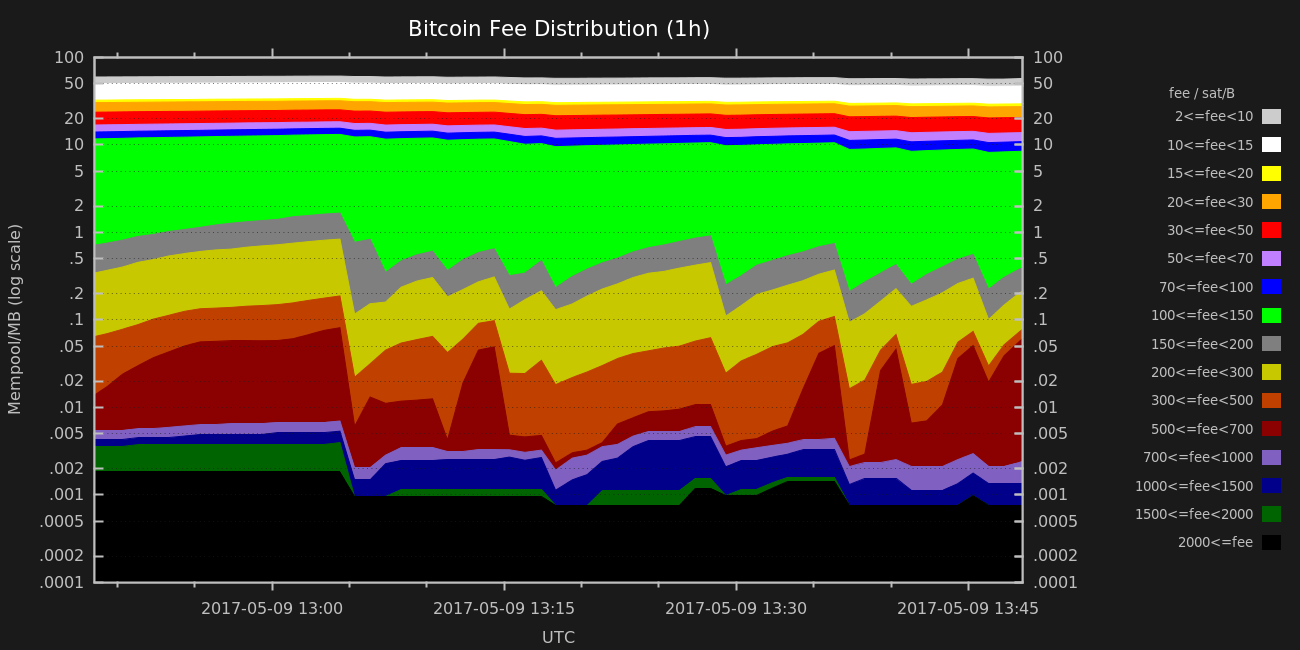 Bitcoin Fee Distribution (1h)
100
50
20
10
5
2
1
.5
.2
.1
.05
.02
.01
.005
.002
.001
.0005
.0002
.0001
Mempool/MB (log scale)
100
50
20
10
5
2
1
.5
.2
.1
.05
.02
.01
.005
.002
.001
.0005
.0002
.0001
2017-05-09 13:00
2017-05-09 13:15
2017-05-09 13:30
2017-05-09 13:45
UTC
fee / sat/B
2<=fee<10
10<=fee<15
15<=fee<20
20<=fee<30
30<=fee<50
50<=fee<70
70<=fee<100
100<=fee<150
150<=fee<200
200<=fee<300
300<=fee<500
500<=fee<700
700<=fee<1000
1000<=fee<1500
1500<=fee<2000
2000<=fee